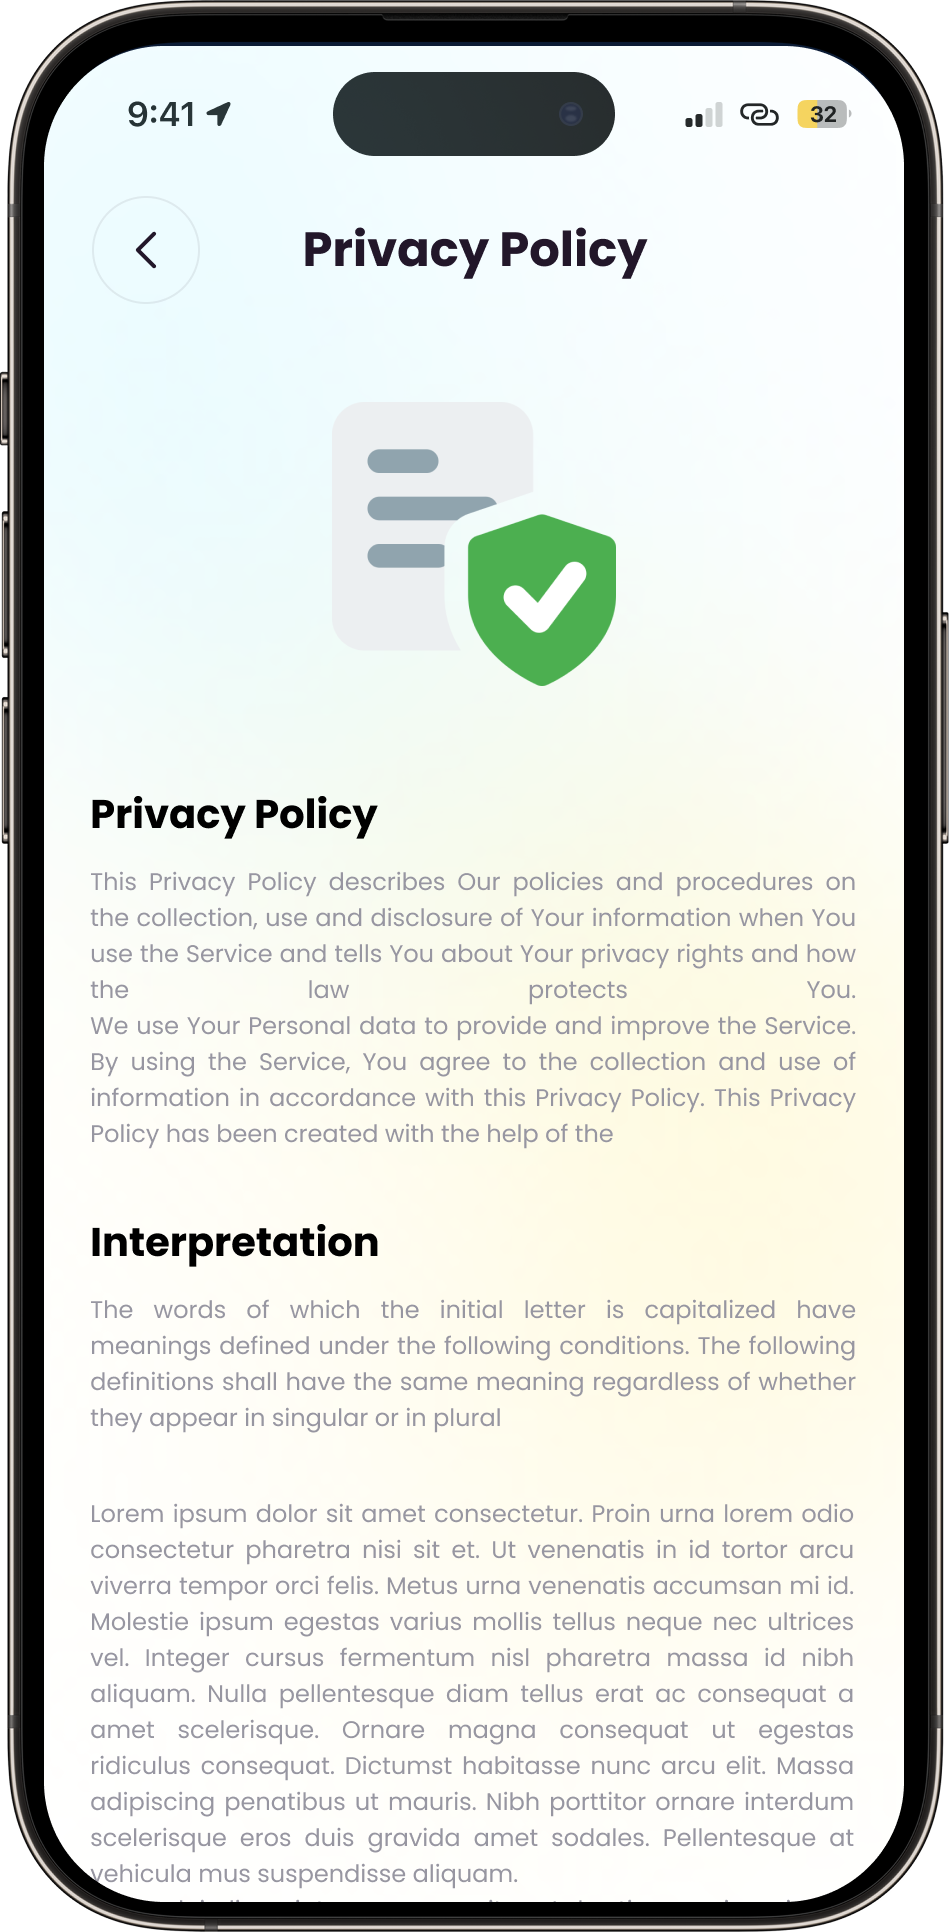 9:41
32
Privacy Policy
Privacy Policy
This Privacy Policy describes Our policies and procedures on
the collection, use and disclosure of Your information when You
use the Service and tells You about Your privacy rights and how
the law protects You.
We use Your Personal data to provide and improve the Service.
By using the Service, You agree to the collection and use of
information in accordance with this Privacy Policy. This Privacy
Policy has been created with the help of the
Interpretation
The words of which the initial letter is capitalized have
meanings defined under the following conditions. The following
definitions shall have the same meaning regardless of whether
they appear in singular or in plural
Lorem ipsum dolor sit amet consectetur. Proin urna lorem odio
consectetur pharetra nisi sit et. Ut venenatis in id tortor arcu
viverra tempor orci felis. Metus urna venenatis accumsan mi id.
Molestie ipsum egestas varius mollis tellus neque nec ultrices
vel. Integer cursus fermentum nisl pharetra massa id nibh
aliquam. Nulla pellentesque diam tellus erat ac consequat a
amet scelerisque. Ornare magna consequat ut egestas
ridiculus consequat. Dictumst habitasse nunc arcu elit. Massa
adipiscing penatibus ut mauris. Nibh porttitor ornare interdum
scelerisque eros duis gravida amet sodales. Pellentesque at
vehicula mus suspendisse aliquam.